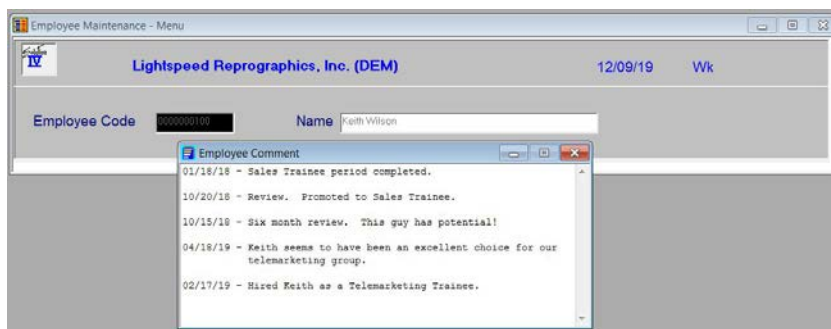 Employee Maintenance - Menu
IV
Lightspeed Reprographics, Inc. (DEM)
12/09/19
Wk
Employee Code
0000000100
Name
Keith Wilson
Employee Comment
01/18/18 - Sales Trainee period completed.
10/20/18 - Review. Promoted to Sales Trainee.
10/15/18 - Six month review. This guy has potential!
04/18/19 - Keith seems to have been an excellent choice for our
telemarketing group.
02/17/19 - Hired Keith as a Telemarketing Trainee.